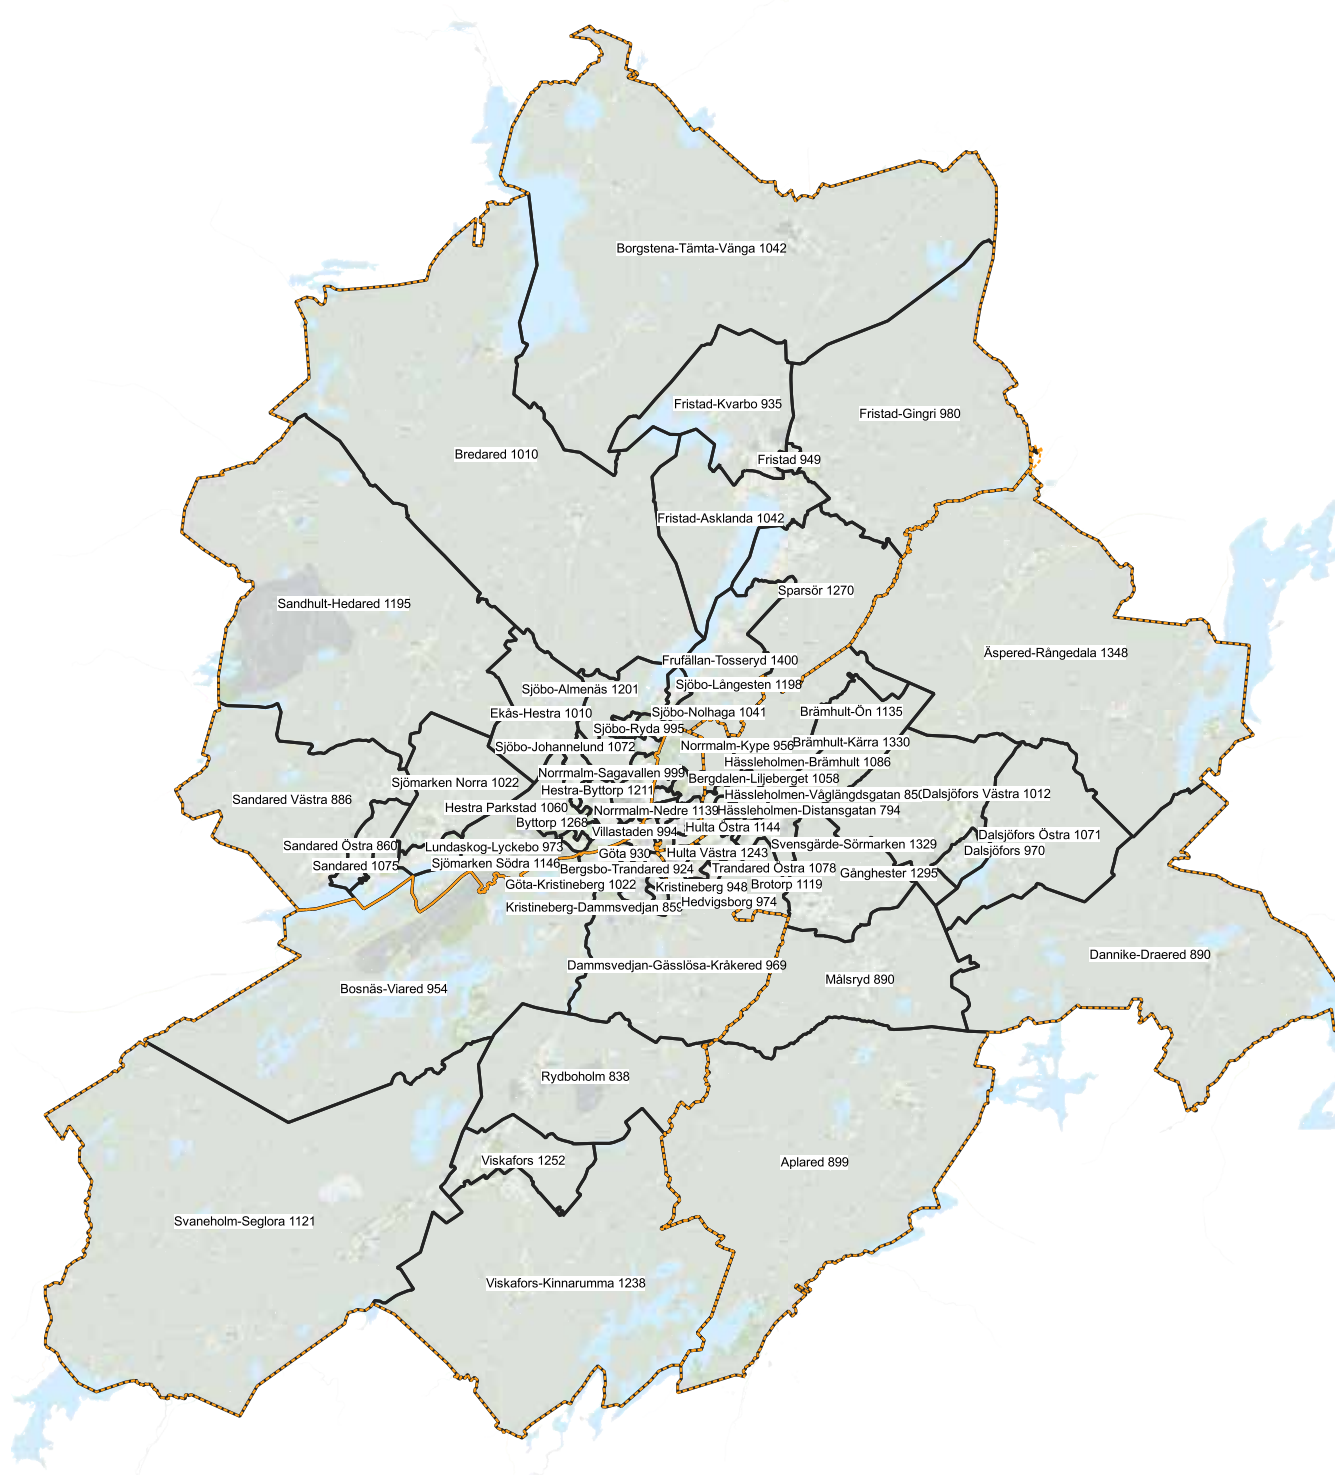 Borgstena-Tämta-Vänga 1042
Fristad-Kvarbo 935
Fristad-Gingri 980
Bredared 1010
Fristad 949
Fristad-Asklanda 1042
Sparsör 1270
Sandhult-Hedared 1195
Äspered-Rångedala 1348
Frufällan-Tosseryd 1400
Sjöbo-Långesten 1198
Sjöbo-Almenäs 1201
Ekås-Hestra 1010
Sjöbo-Nolhaga 1041
Brämhult-Ön 1135
Sjöbo-Ryda 995
Sjöbo-Johannelund 1072
Norrmalm-Kype 956
Brämhult-Kärra 1330
Hässleholmen-Brämhult 1086
Norrmalm-Sagavallen 999
Bergdalen-Liljeberget 1058
Sjömarken Norra 1022
Hestra-Byttorp 1211
Hässleholmen-Våglängdsgatan 850
Dalsjöfors Västra 1012
Sandared Västra 886
Hestra Parkstad 1060
Norrmalm-Nedre 1139
Hässleholmen-Distansgatan 794
Byttorp 1268
Villastaden 994
Hulta Östra 1144
Dalsjöfors Östra 1071
Sandared Östra 860
Lundaskog-Lyckebo 973
Svensgärde-Sörmarken 1329
Dalsjöfors 970
Göta 930
Hulta Västra 1243
Sandared 1075
Sjömarken Södra 1146
Bergsbo-Trandared 924
Trandared Östra 1078
Gånghester 1295
Göta-Kristineberg 1022
Kristineberg 948
Brotorp 1119
Kristineberg-Dammsvedjan 859
Hedvigsborg 974
Dannike-Draered 890
Dammsvedjan-Gässlösa-Kråkered 969
Målsryd 890
Bosnäs-Viared 954
Rydboholm 838
Viskafors 1252
Aplared 899
Svaneholm-Seglora 1121
Viskafors-Kinnarumma 1238